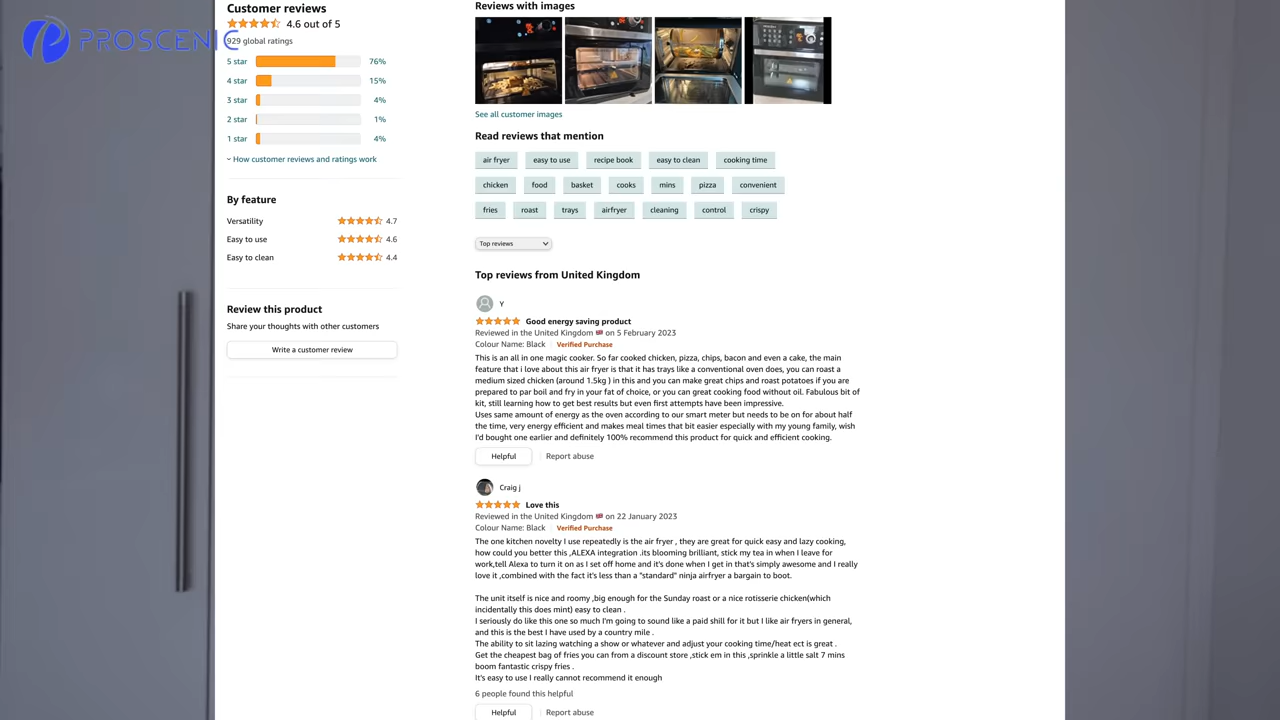 PROSCENIC
Customer reviews
4.6 out of 5
929 global ratings
5 star 76%
4 star 15%
3 star 4%
2 star 1%
1 star 4%
How customer reviews and ratings work
By feature
Versatility 4.7
Easy to use 4.6
Easy to clean 4.4
Review this product
Share your thoughts with other customers
Write a customer review
Reviews with images
See all customer images
Read reviews that mention
air fryer easy to use recipe book easy to clean cooking time
chicken food basket cooks mins pizza convenient
fries roast trays airfryer cleaning control crispy
Top reviews
Top reviews from United Kingdom
Y
Good energy saving product
Reviewed in the United Kingdom on 5 February 2023
Colour Name: Black Verified Purchase
This is an all in one magic cooker. So far cooked chicken, pizza, chips, bacon and even a cake, the main
feature that i love about this air fryer is that it has trays like a conventional oven does, you can roast a
medium sized chicken (around 1.5kg ) in this and you can make great chips and roast potatoes if you are
prepared to par boil and fry in your fat of choice, or you can great cooking food without oil. Fabulous bit of
kit, still learning how to get best results but even first attempts have been impressive.
Uses same amount of energy as the oven according to our smart meter but needs to be on for about half
the time, very energy efficient and makes meal times that bit easier especially with my young family, wish
I'd bought one earlier and definitely 100% recommend this product for quick and efficient cooking.
Helpful Report abuse
Craig j
Love this
Reviewed in the United Kingdom on 22 January 2023
Colour Name: Black Verified Purchase
The one kitchen novelty I use repeatedly is the air fryer , they are great for quick easy and lazy cooking,
how could you better this ,ALEXA integration .its blooming brilliant, stick my tea in when I leave for
work,tell Alexa to turn it on as I set off home and it's done when I get in that's simply awesome and I really
love it ,combined with the fact it's less than a "standard" ninja airfryer a bargain to boot.
The unit itself is nice and roomy ,big enough for the Sunday roast or a nice rotisserie chicken(which
incidentally this does mint) easy to clean .
I seriously do like this one so much I'm going to sound like a paid shill for it but I like air fryers in general,
and this is the best I have used by a country mile .
The ability to sit lazing watching a show or whatever and adjust your cooking time/heat ect is great .
Get the cheapest bag of fries you can from a discount store ,stick em in this ,sprinkle a little salt 7 mins
boom fantastic crispy fries .
It's easy to use I really cannot recommend it enough
6 people found this helpful
Helpful Report abuse